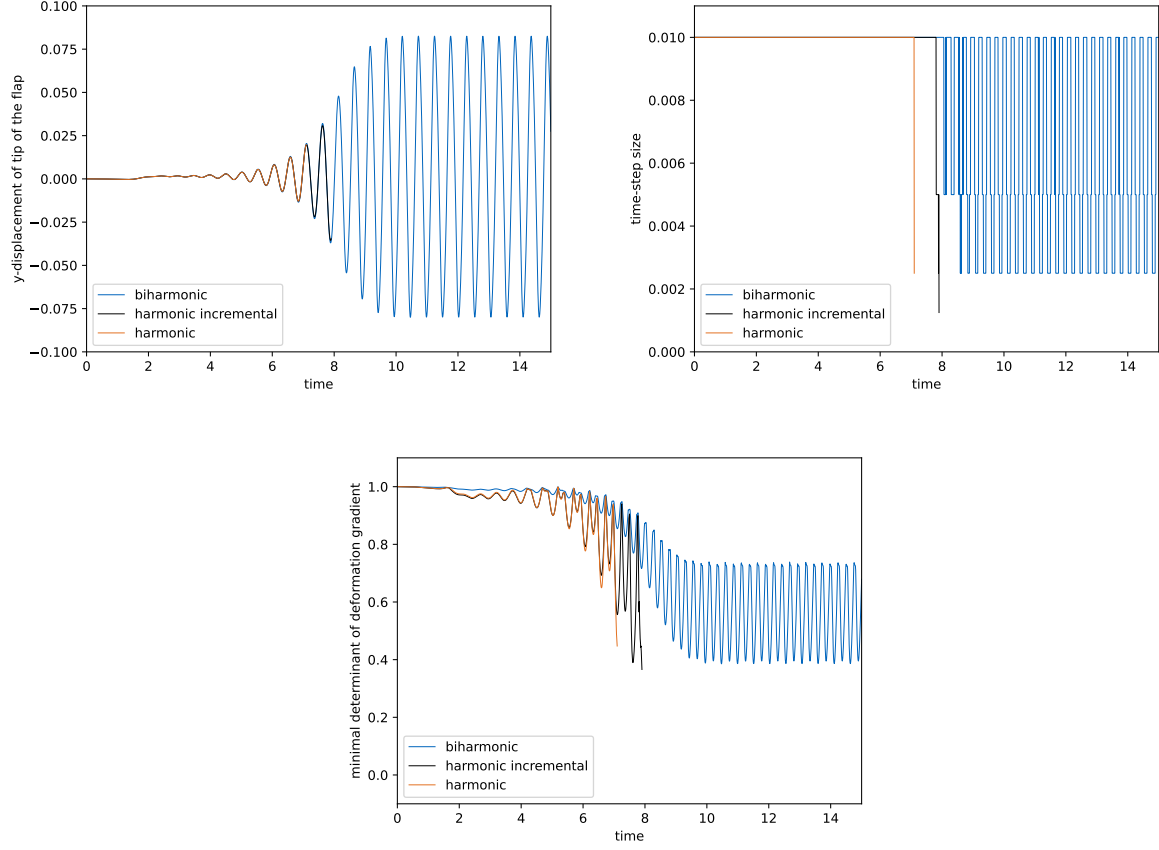 y-displacement of tip of the flap
0.100
0.075
0.050
0.025
0.000
−0.025
−0.050
−0.075
−0.100
biharmonic
harmonic incremental
harmonic
0 2 4 6 8 10 12 14
time
time-step size
0.010
0.008
0.006
0.004
0.002
0.000
biharmonic
harmonic incremental
harmonic
0 2 4 6 8 10 12 14
time
minimal determinant of deformation gradient
1.0
0.8
0.6
0.4
0.2
0.0
biharmonic
harmonic incremental
harmonic
0 2 4 6 8 10 12 14
time